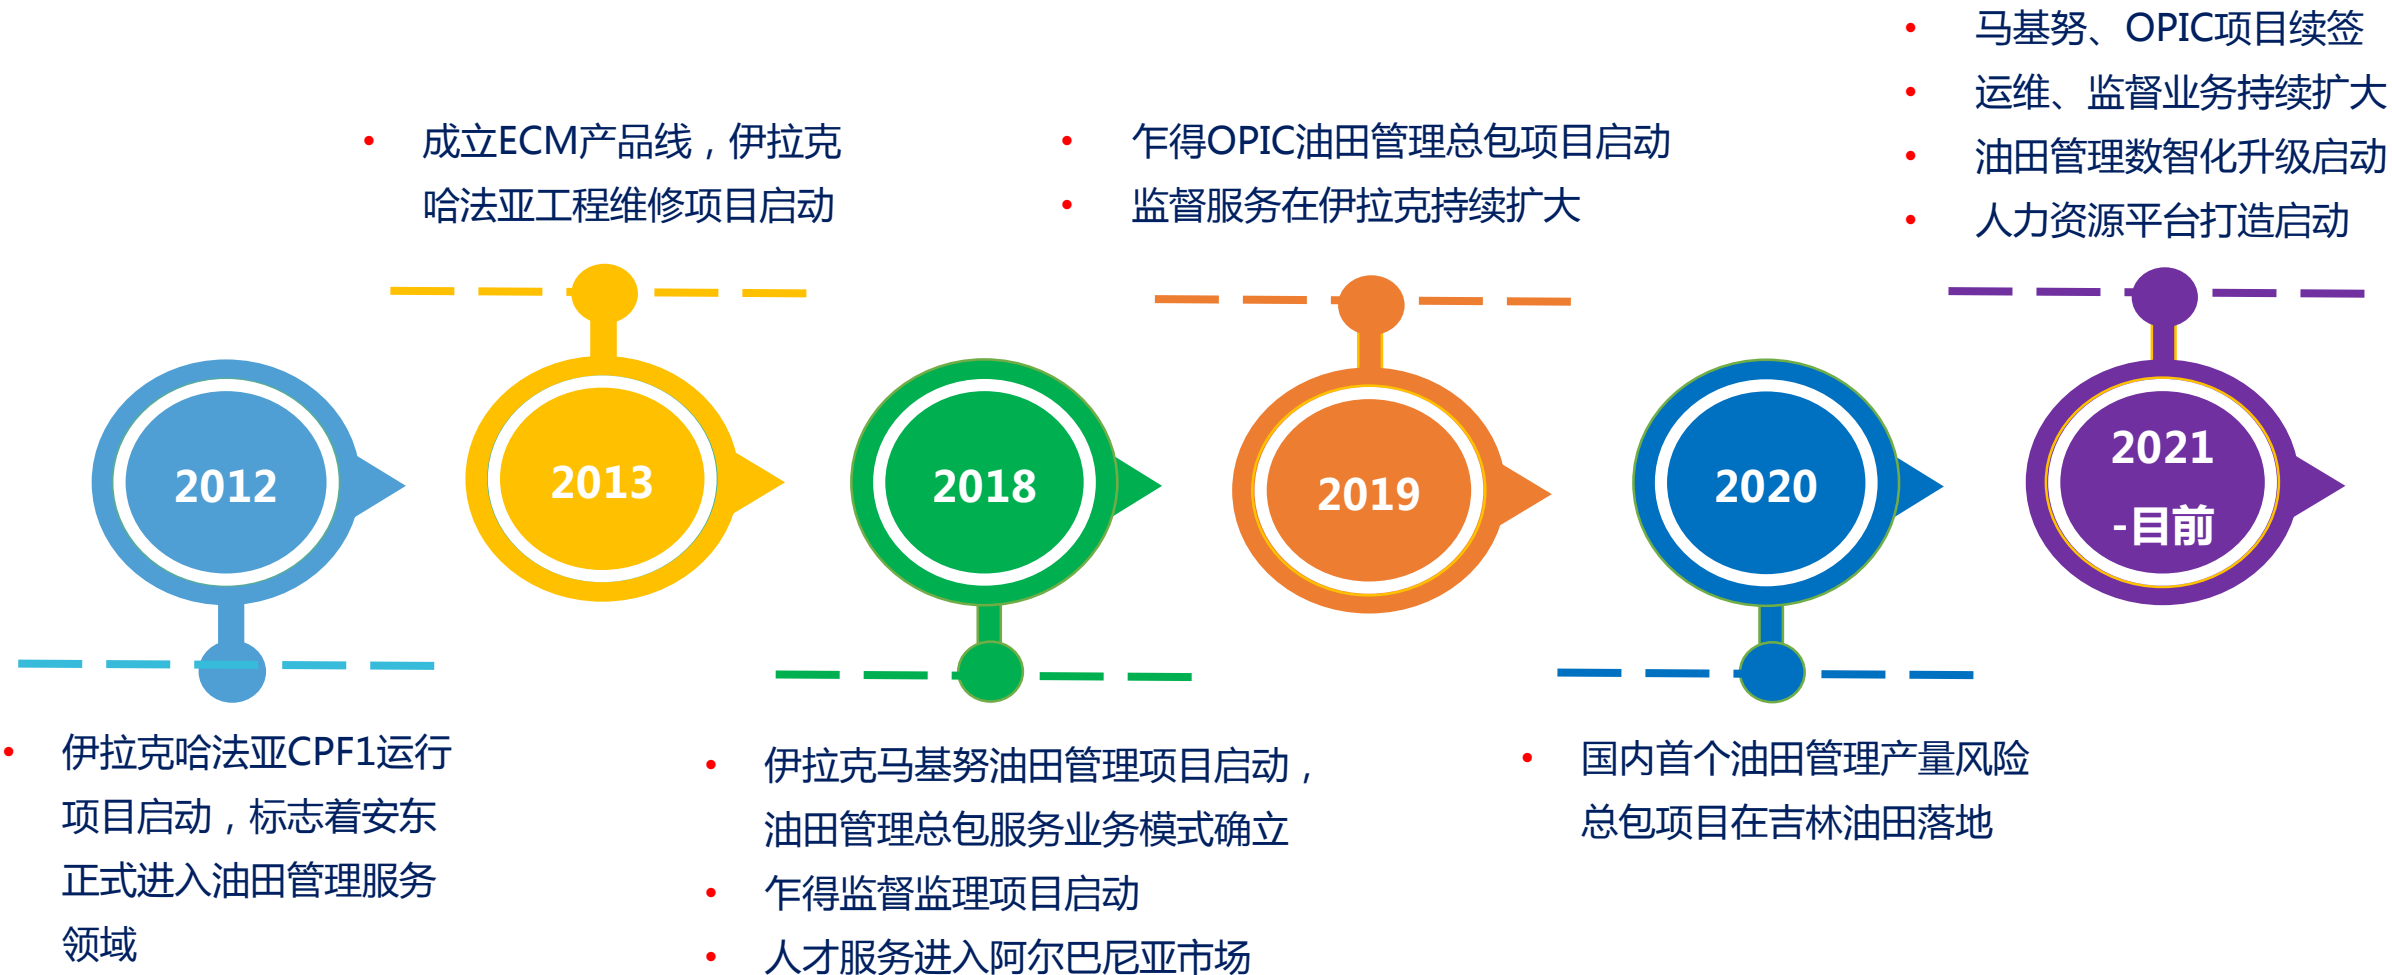 2012
伊拉克哈法亚CPF1运行
项目启动，标志着安东
正式进入油田管理服务
领域
成立ECM产品线，伊拉克
哈法亚工程维修项目启动
2013
2018
伊拉克马基努油田管理项目启动，
油田管理总包服务业务模式确立
乍得监督监理项目启动
人才服务进入阿尔巴尼亚市场
乍得OPIC油田管理总包项目启动
监督服务在伊拉克持续扩大
2019
2020
国内首个油田管理产量风险
总包项目在吉林油田落地
马基努、OPIC项目续签
运维、监督业务持续扩大
油田管理数智化升级启动
人力资源平台打造启动
2021
-目前